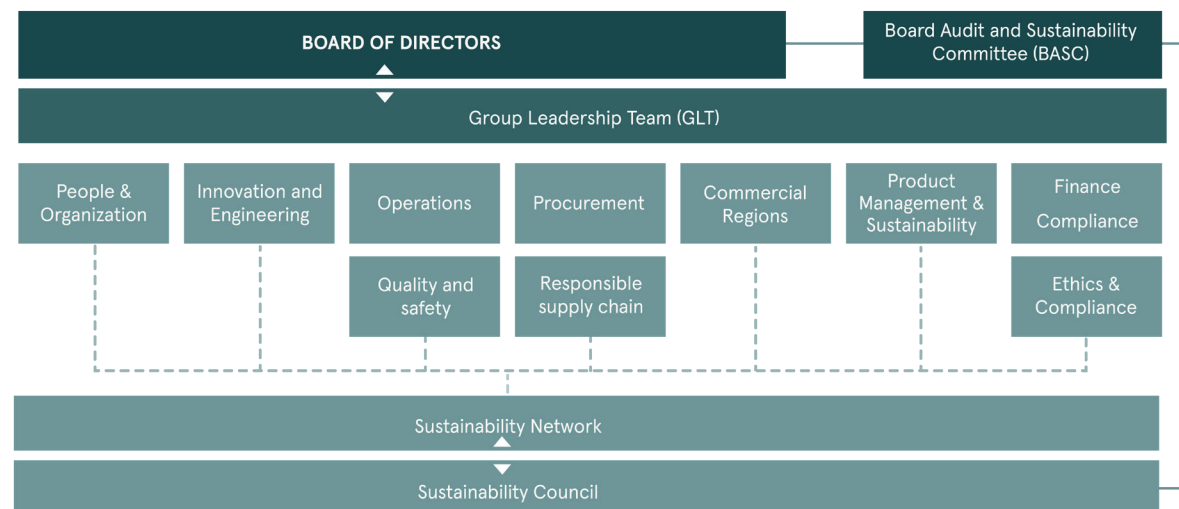 BOARD OF DIRECTORS
Board Audit and Sustainability
Committee (BASC)
Group Leadership Team (GLT)
People &
Organization
Innovation and
Engineering
Operations
Procurement
Commercial
Regions
Product
Management &
Sustainability
Finance
Compliance
Quality and
safety
Responsible
supply chain
Ethics &
Compliance
Sustainability Network
Sustainability Council